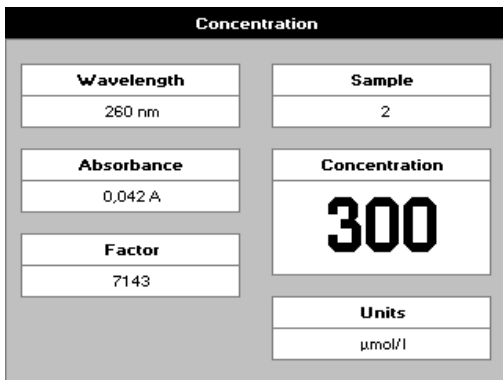 Concentration
Wavelength
260 nm
Absorbance
0,042 A
Factor
7143
Sample
2
Concentration
300
Units
µmol/l